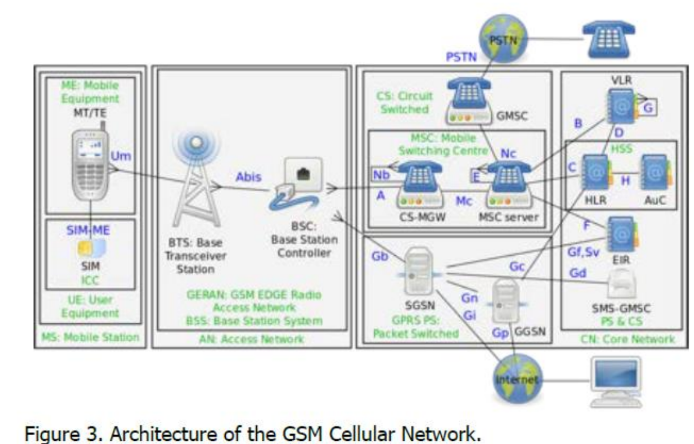 PSTN
PSTN
ME: Mobile
Equipment
MT/TE
Um
SIM-ME
SIM
ICC
UE: User
Equipment
MS: Mobile Station
BTS: Base
Transceiver
Station
Abis
BSC:
Base Station
Controller
GERAN: GSM EDGE Radio
Access Network
BSS: Base Station System
AN: Access Network
CS: Circuit
Switched
GMSC
MSC: Mobile
Switching Centre
Nc
Nb
E
A
Mc
CS-MGW
MSC server
VLR
G
B
D
HSS
C
H
HLR
AuC
F
EIR
Gf,Sv
Gd
Gb
Gc
SGSN
Gn
Gi
Gp
GGSN
GPRS PS:
Packet Switched
SMS-GMSC
PS & CS
CN: Core Network
Internet
Figure 3. Architecture of the GSM Cellular Network.